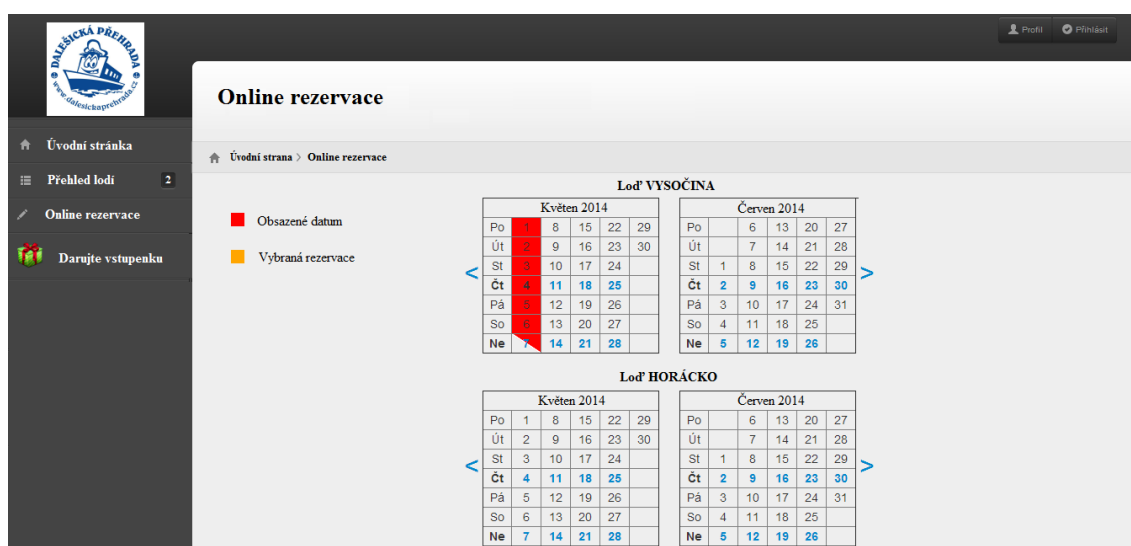 DALEŠICKÁ PŘEHRADA
www.dalesickaprehrada.cz
Profil Přihlásit
Online rezervace
Úvodní stránka
Úvodní strana > Online rezervace
Přehled lodí 2
Online rezervace
Darujte vstupenku
Obsazené datum
Vybraná rezervace
Loď VYSOČINA
Květen 2014
Po 1 8 15 22 29
Út 2 9 16 23 30
St 3 10 17 24
Čt 4 11 18 25
Pá 5 12 19 26
So 6 13 20 27
Ne 7 14 21 28
<
Červen 2014
Po 6 13 20 27
Út 7 14 21 28
St 1 8 15 22 29
Čt 2 9 16 23 30
Pá 3 10 17 24 31
So 4 11 18 25
Ne 5 12 19 26
>
Loď HORÁCKO
Květen 2014
Po 1 8 15 22 29
Út 2 9 16 23 30
St 3 10 17 24
Čt 4 11 18 25
Pá 5 12 19 26
So 6 13 20 27
Ne 7 14 21 28
<
Červen 2014
Po 6 13 20 27
Út 7 14 21 28
St 1 8 15 22 29
Čt 2 9 16 23 30
Pá 3 10 17 24 31
So 4 11 18 25
Ne 5 12 19 26
>